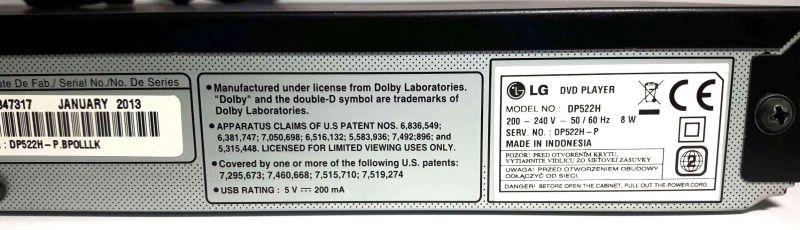 ate De Fab./ Serial No./No. De Series
347317 JANUARY 2013
: DP522H-P.BPOLLLK
• Manufactured under license from Dolby Laboratories.
"Dolby" and the double-D symbol are trademarks of
Dolby Laboratories.
• APPARATUS CLAIMS OF U.S PATENT NOS. 6,836,549;
6,381,747; 7,050,698; 6,516,132; 5,583,936; 7,492,896; and
5,315,448. LICENSED FOR LIMITED VIEWING USES ONLY.
• Covered by one or more of the following U.S. patents:
7,295,673; 7,460,668; 7,515,710; 7,519,274
• USB RATING : 5 V ⎓ 200 mA
LG DVD PLAYER
MODEL NO.: DP522H
200 - 240 V ~ 50 / 60 Hz 8 W
SERV. NO. : DP522H-P
MADE IN INDONESIA
POZOR! PRED OTVORENÍM KRYTU,
VYTIAHNITE VIDLICU ZO SIEŤOVEJ ZÁSUVKY
UWAGA! PRZED OTWORZENIEM OBUDOWY
ODŁĄCZYĆ OD SIECI.
DANGER! BEFORE OPEN THE CABINET, PULL OUT THE POWER CORD.
CE
2